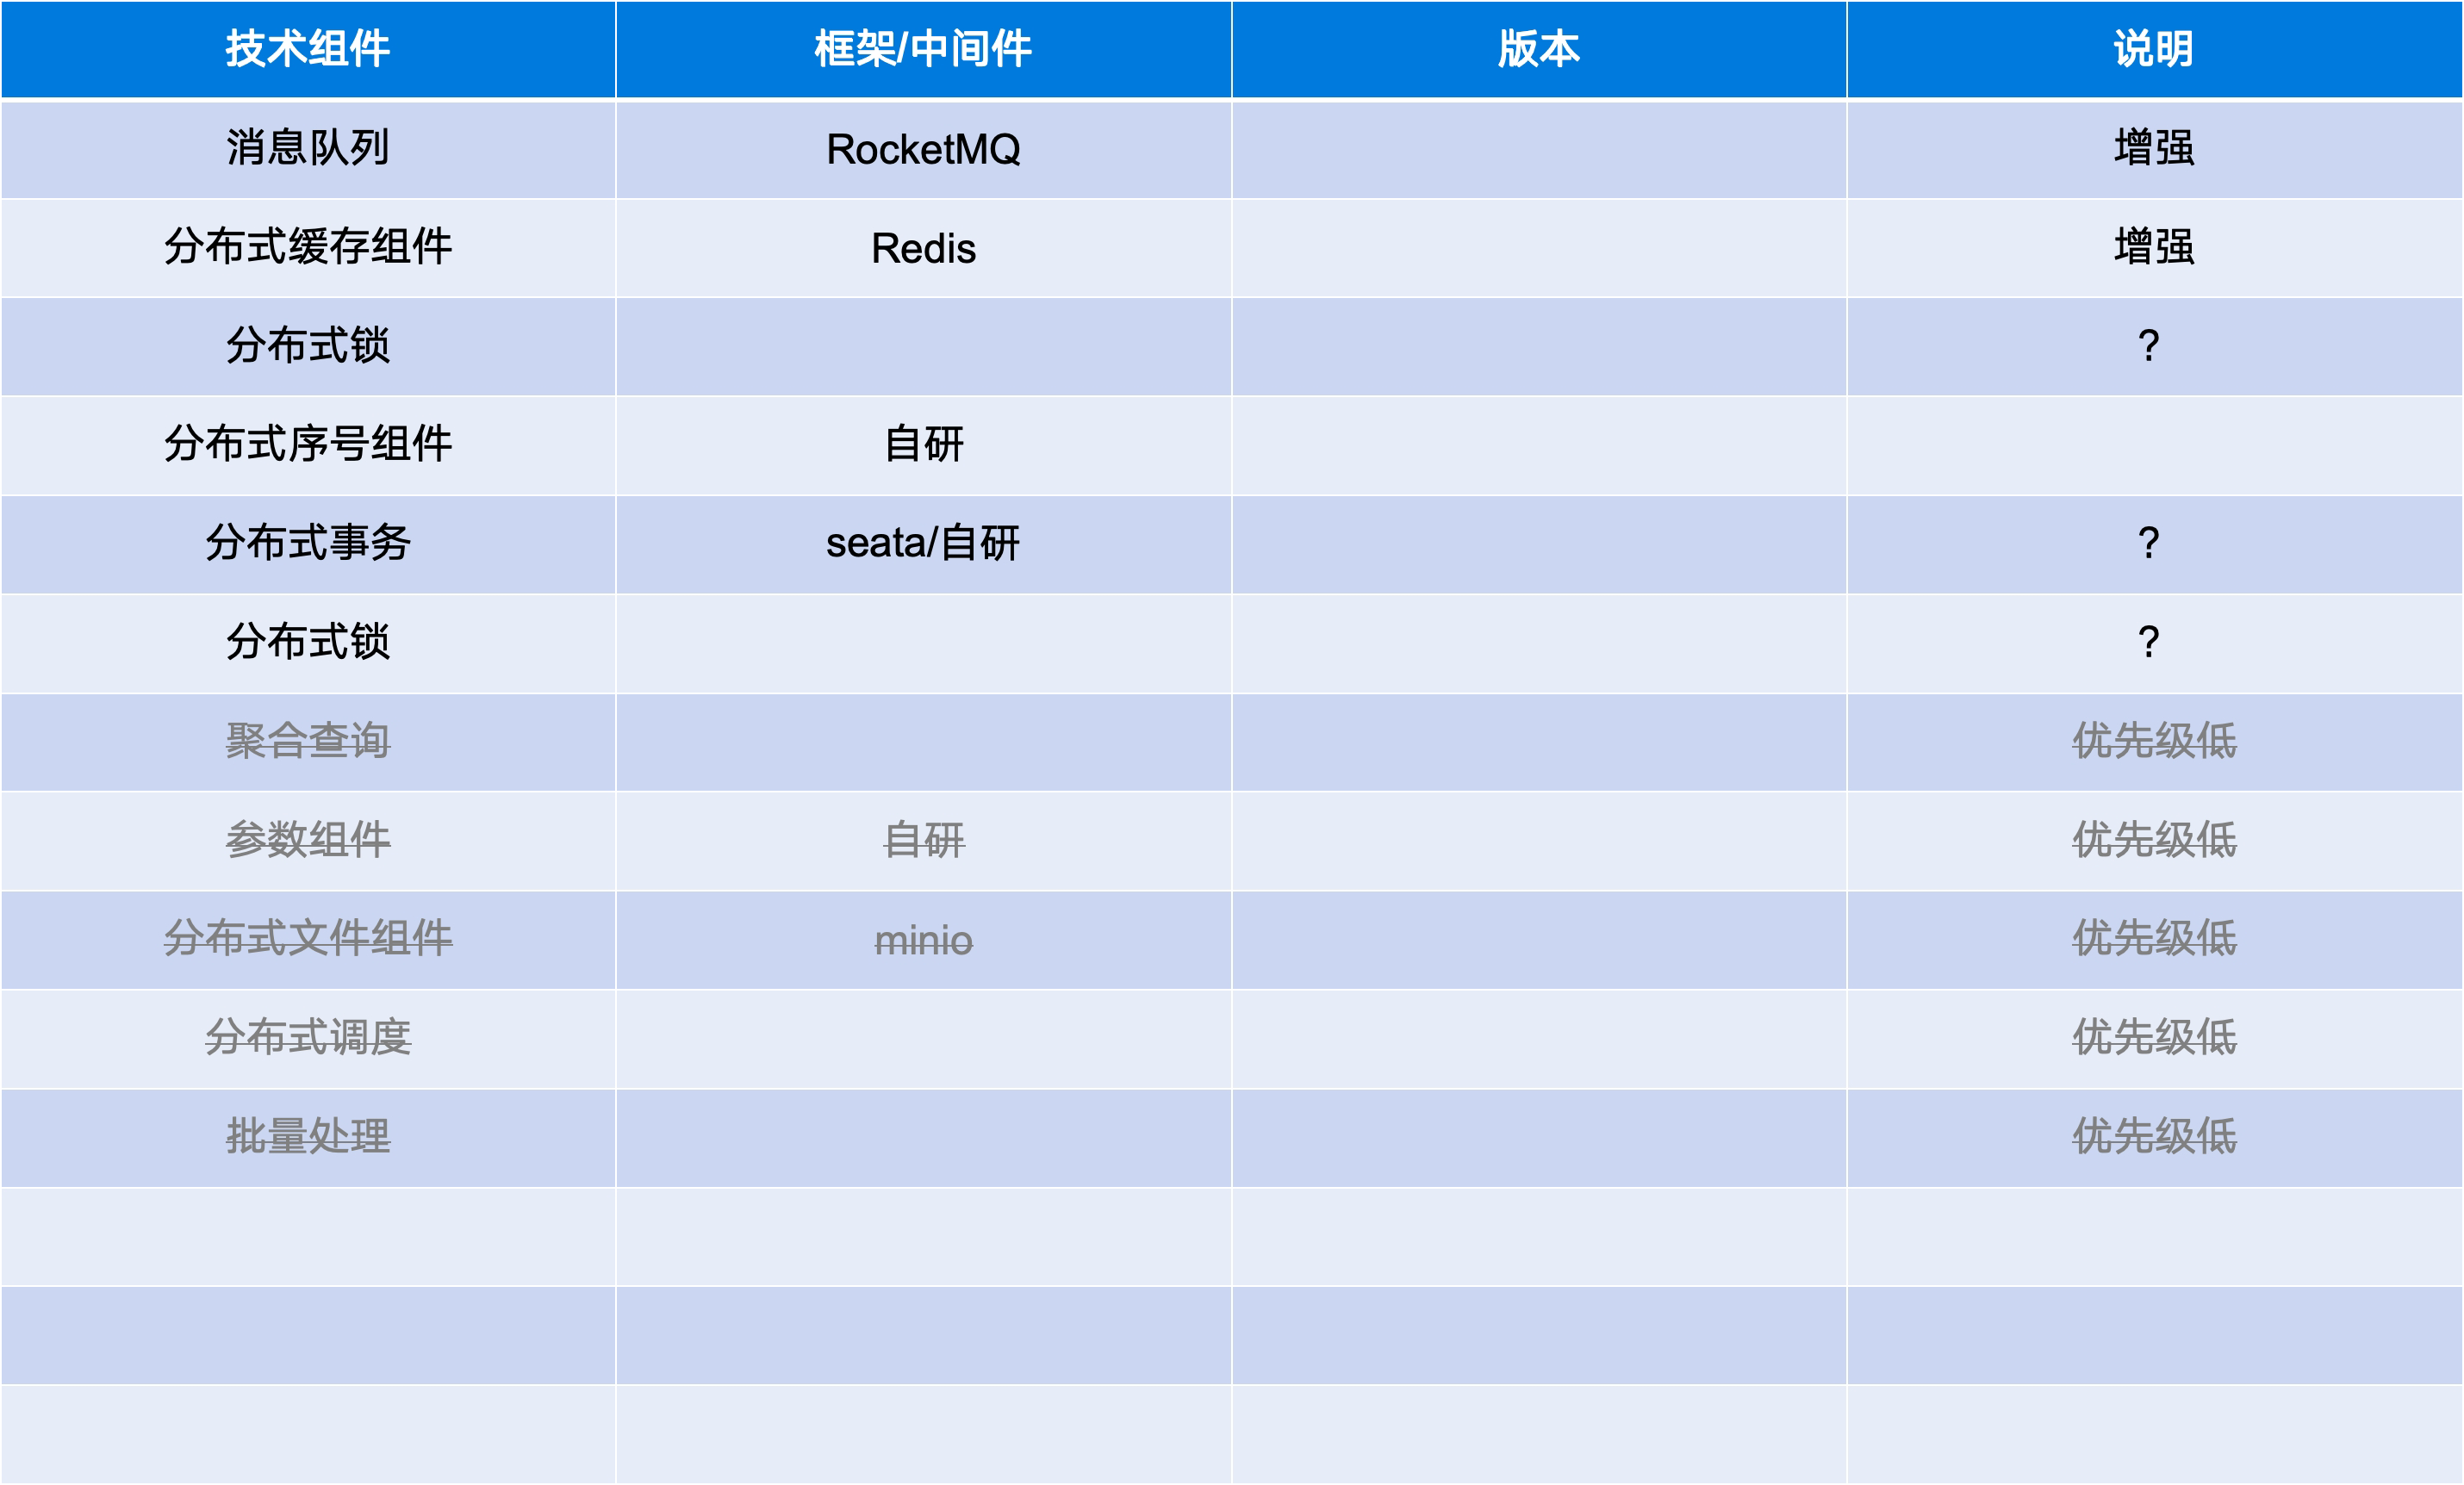 技术组件 框架/中间件 版本 说明
消息队列 RocketMQ 增强
分布式缓存组件 Redis 增强
分布式锁 ?
分布式序号组件 自研
分布式事务 seata/自研 ?
分布式锁 ?
聚合查询 优先级低
参数组件 自研 优先级低
分布式文件组件 minio 优先级低
分布式调度 优先级低
批量处理 优先级低